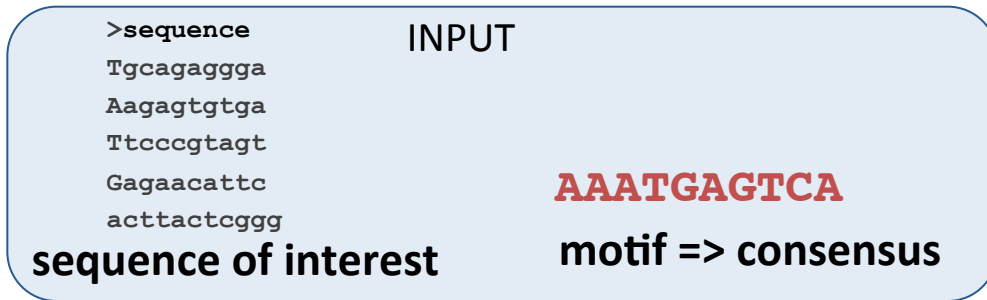 >sequence
INPUT
Tgcagaggga
Aagagtgtga
Ttcccgtagt
Gagaacattc
acttactcggg
AAATGAGTCA
sequence of interest
motif => consensus